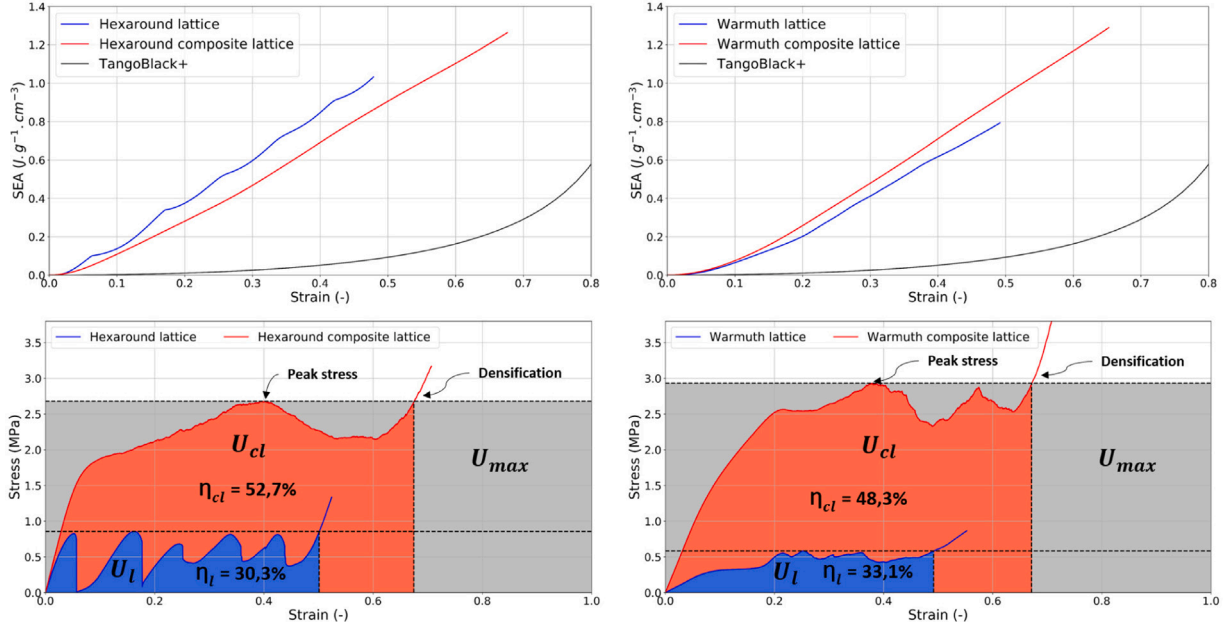 Hexaround lattice
Hexaround composite lattice
TangoBlack+
SEA (J. g⁻¹. cm⁻³)
1.4
1.2
1.0
0.8
0.6
0.4
0.2
0.0
0.0 0.1 0.2 0.3 0.4 0.5 0.6 0.7 0.8
Strain (-)
Warmuth lattice
Warmuth composite lattice
TangoBlack+
SEA (J. g⁻¹. cm⁻³)
1.4
1.2
1.0
0.8
0.6
0.4
0.2
0.0
0.0 0.1 0.2 0.3 0.4 0.5 0.6 0.7 0.8
Strain (-)
Hexaround lattice Hexaround composite lattice
Stress (MPa)
3.5
3.0
2.5
2.0
1.5
1.0
0.5
0.0
Peak stress
Densification
U_cl
U_max
η_cl = 52,7%
U_l
η_l = 30,3%
0.0 0.2 0.4 0.6 0.8 1.0
Strain (-)
Warmuth lattice Warmuth composite lattice
Stress (MPa)
3.5
3.0
2.5
2.0
1.5
1.0
0.5
0.0
Peak stress
Densification
U_cl
U_max
η_cl = 48,3%
U_l
η_l = 33,1%
0.0 0.2 0.4 0.6 0.8 1.0
Strain (-)